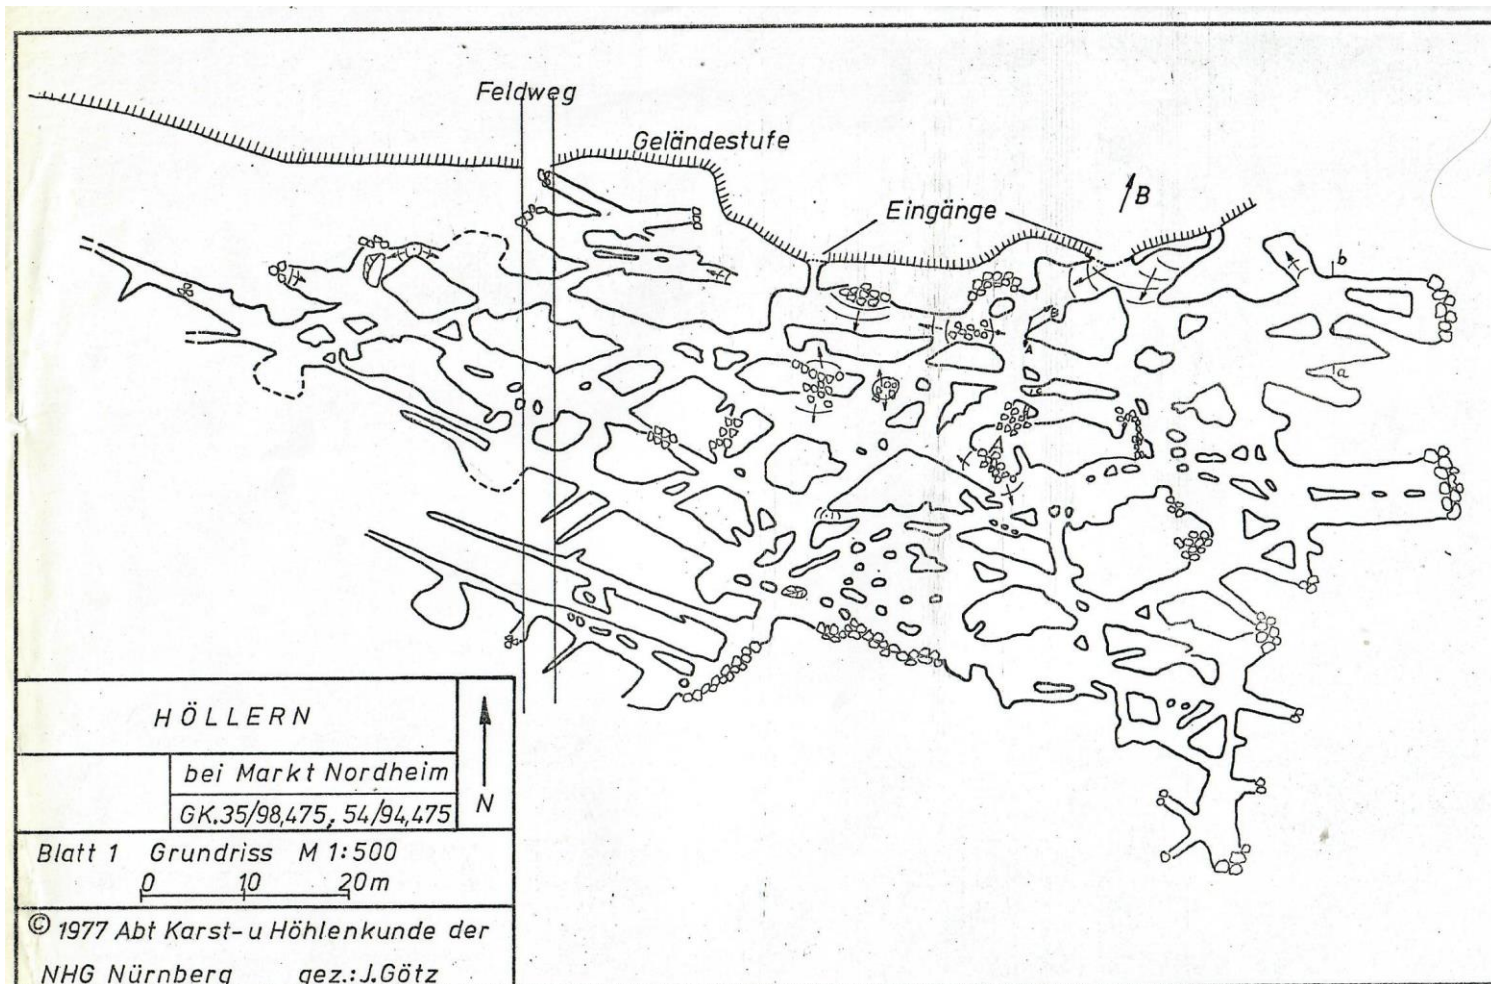 Feldweg
Geländestufe
Eingänge
B
b
B
A
a
c
A
HÖLLERN
bei Markt Nordheim
GK.35/98,475, 54/94,475
N
Blatt 1 Grundriss M 1:500
0 10 20m
© 1977 Abt Karst- u Höhlenkunde der
NHG Nürnberg gez.: J.Götz